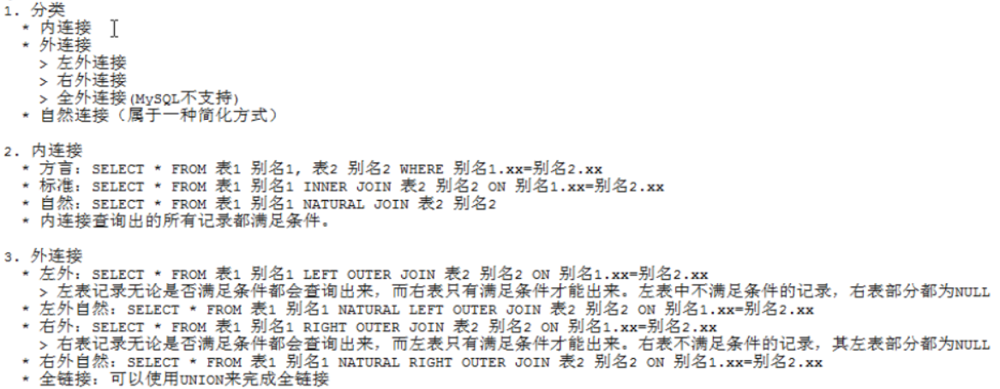 1. 分类
* 内连接
* 外连接
> 左外连接
> 右外连接
> 全外连接(MySQL不支持)
* 自然连接（属于一种简化方式）
2. 内连接
* 方言：SELECT * FROM 表1 别名1, 表2 别名2 WHERE 别名1.xx=别名2.xx
* 标准：SELECT * FROM 表1 别名1 INNER JOIN 表2 别名2 ON 别名1.xx=别名2.xx
* 自然：SELECT * FROM 表1 别名1 NATURAL JOIN 表2 别名2
* 内连接查询出的所有记录都满足条件。
3. 外连接
* 左外：SELECT * FROM 表1 别名1 LEFT OUTER JOIN 表2 别名2 ON 别名1.xx=别名2.xx
> 左表记录无论是否满足条件都会查询出来，而右表只有满足条件才能出来。左表中不满足条件的记录，右表部分都为NULL
* 左外自然：SELECT * FROM 表1 别名1 NATURAL LEFT OUTER JOIN 表2 别名2 ON 别名1.xx=别名2.xx
* 右外：SELECT * FROM 表1 别名1 RIGHT OUTER JOIN 表2 别名2 ON 别名1.xx=别名2.xx
> 右表记录无论是否满足条件都会查询出来，而左表只有满足条件才能出来。右表不满足条件的记录，其左表部分都为NULL
* 右外自然：SELECT * FROM 表1 别名1 NATURAL RIGHT OUTER JOIN 表2 别名2 ON 别名1.xx=别名2.xx
* 全链接：可以使用UNION来完成全链接